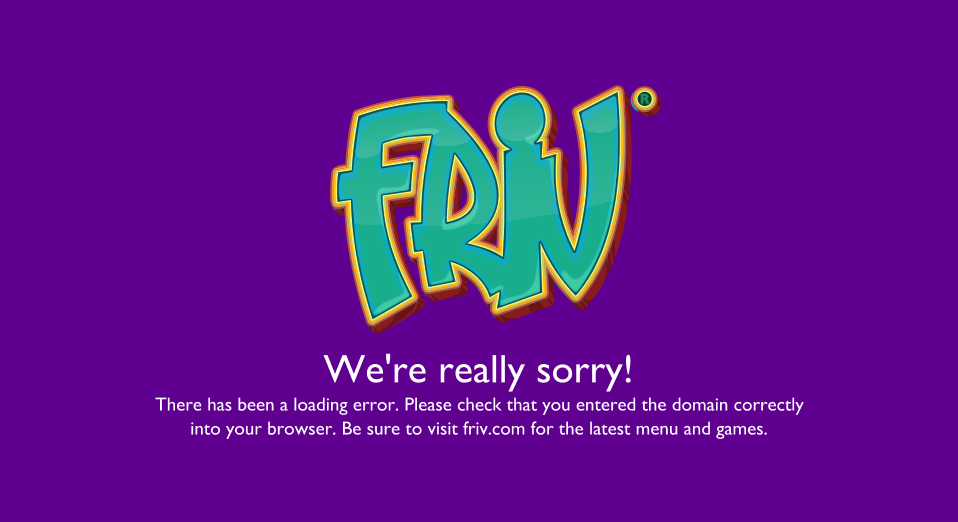 FRIV®
We're really sorry!
There has been a loading error. Please check that you entered the domain correctly
into your browser. Be sure to visit friv.com for the latest menu and games.